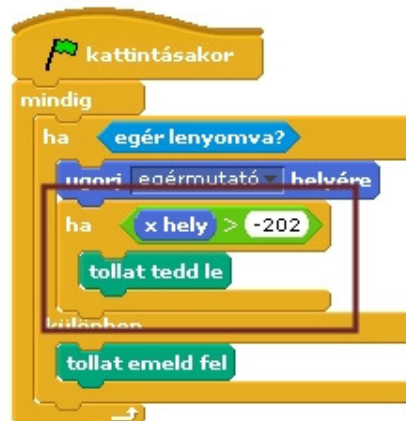 kattintásakor
mindig
ha egér lenyomva?
ugorj egérmutató helyére
ha x hely > -202
tollat tedd le
különben
tollat emeld fel